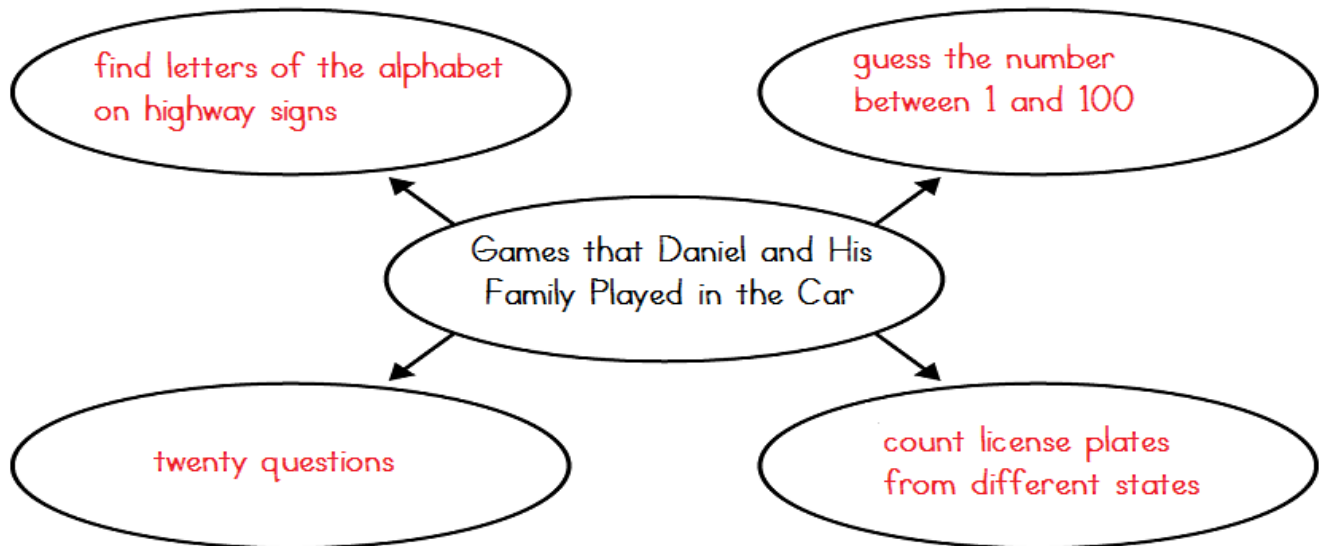 find letters of the alphabet
on highway signs
guess the number
between 1 and 100
Games that Daniel and His
Family Played in the Car
twenty questions
count license plates
from different states